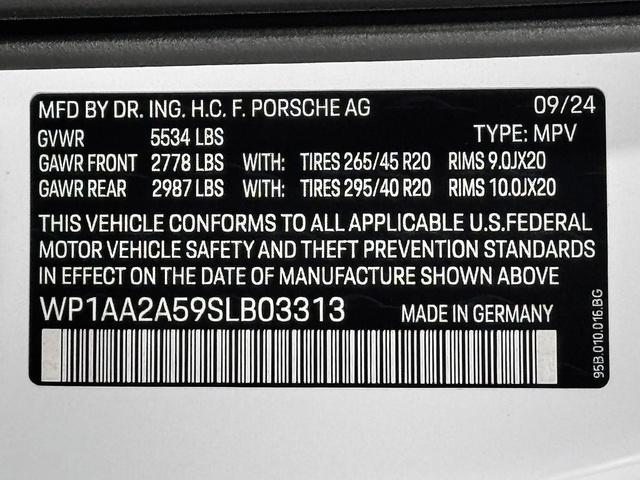 MFD BY DR. ING. H.C. F. PORSCHE AG 09/24
GVWR 5534 LBS TYPE: MPV
GAWR FRONT 2778 LBS WITH: TIRES 265/45 R20 RIMS 9.0JX20
GAWR REAR 2987 LBS WITH: TIRES 295/40 R20 RIMS 10.0JX20
THIS VEHICLE CONFORMS TO ALL APPLICABLE U.S.FEDERAL
MOTOR VEHICLE SAFETY AND THEFT PREVENTION STANDARDS
IN EFFECT ON THE DATE OF MANUFACTURE SHOWN ABOVE
WP1AA2A59SLB03313 MADE IN GERMANY
95B.010.016.BG